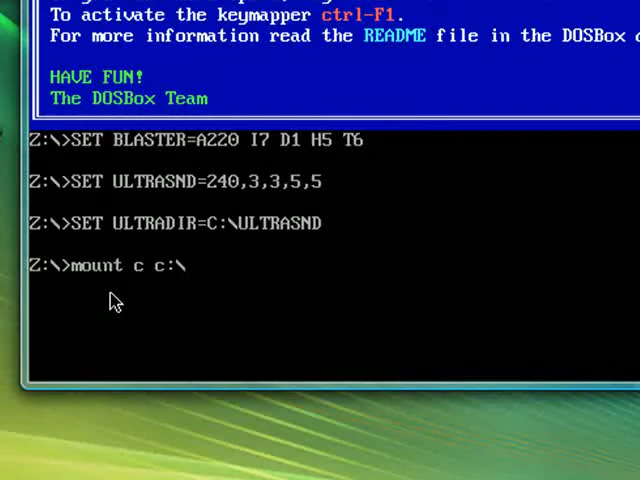 To activate the keymapper ctrl-F1.
For more information read the README file in the DOSBox
HAVE FUN!
The DOSBox Team
Z:\>SET BLASTER=A220 I7 D1 H5 T6
Z:\>SET ULTRASND=240,3,3,5,5
Z:\>SET ULTRADIR=C:\ULTRASND
Z:\>mount c c:\